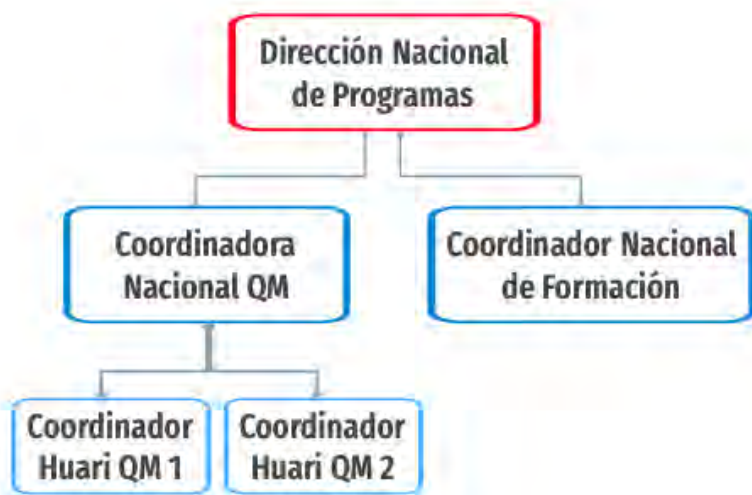 Dirección Nacional
de Programas
Coordinadora
Nacional QM
Coordinador Nacional
de Formación
Coordinador
Huari QM 1
Coordinador
Huari QM 2